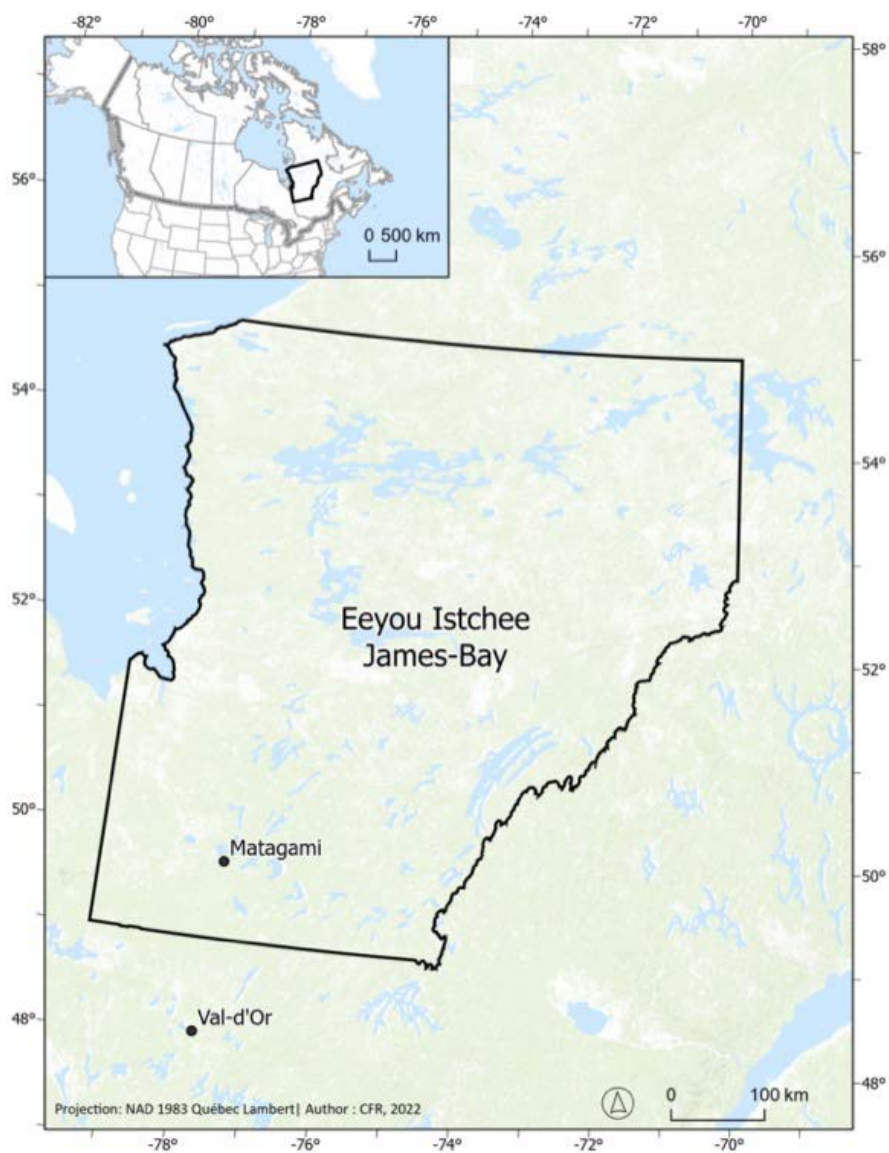 -82° -80° -78° -76° -74° -72° -70°
58°
56°
0 500 km
56°
54°
54°
52°
Eeyou Istchee
James-Bay
52°
50°
Matagami
50°
48°
Val-d'Or
48°
Projection: NAD 1983 Québec Lambert| Author : CFR, 2022
0 100 km
-78° -76° -74° -72° -70°